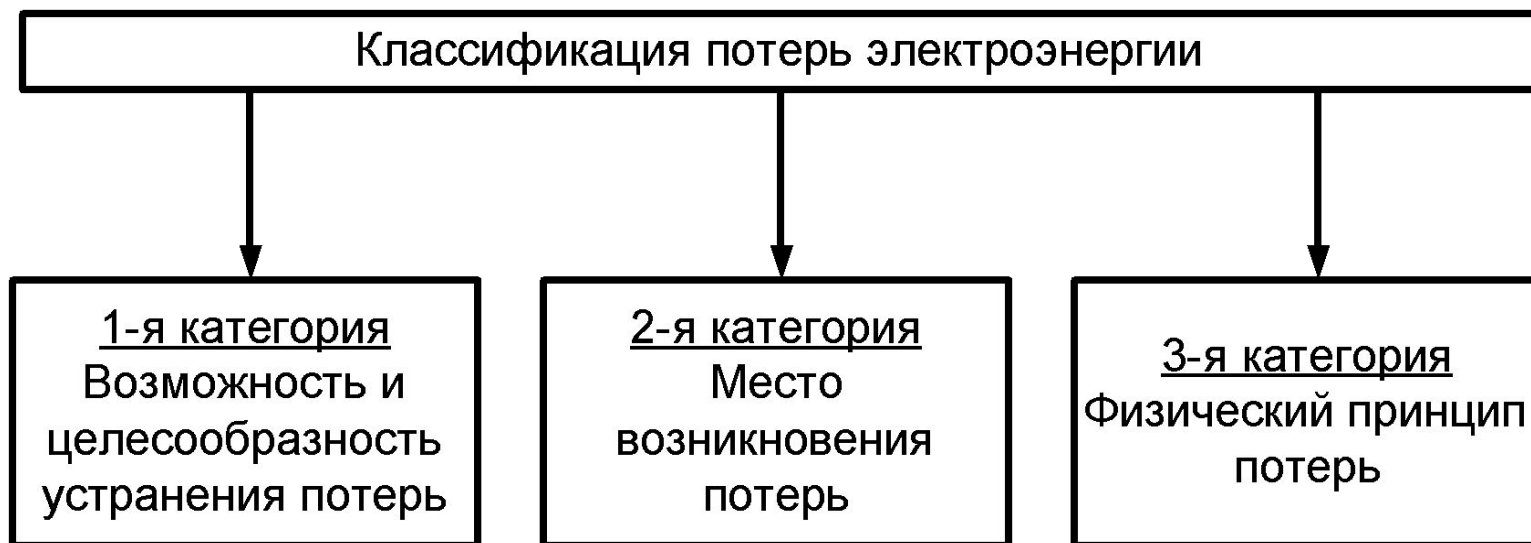 Классификация потерь электроэнергии
1-я категория
Возможность и
целесообразность
устранения потерь
2-я категория
Место
возникновения
потерь
3-я категория
Физический принцип
потерь